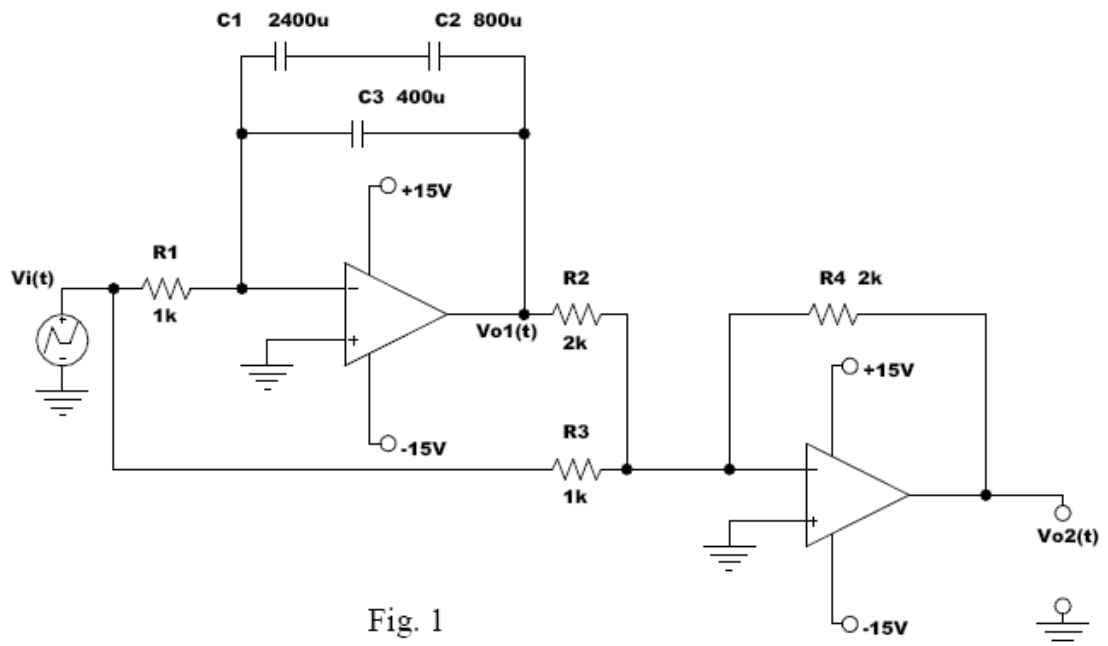 C1 2400u
C2 800u
C3 400u
+15V
R1
Vi(t)
1k
+
-
−
+
Vo1(t)
R2
2k
R4 2k
-15V
+15V
R3
1k
−
+
Vo2(t)
-15V
Fig. 1